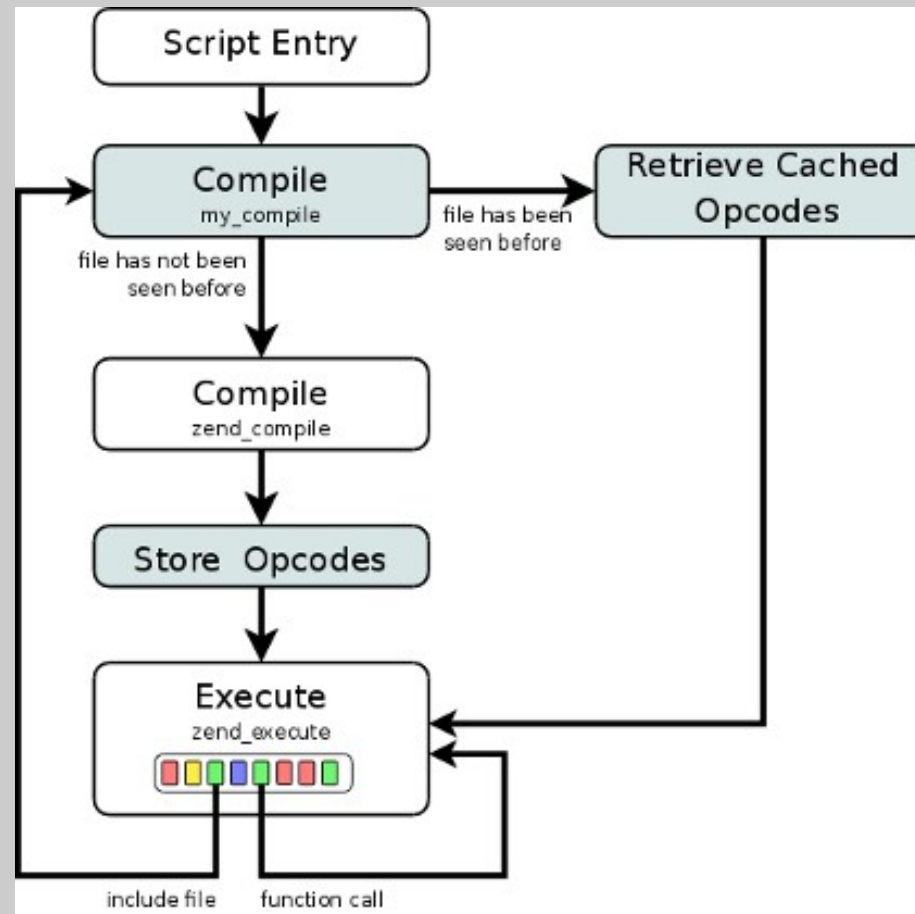 Script Entry
Compile
my_compile
Retrieve Cached
Opcodes
file has been
seen before
file has not been
seen before
Compile
zend_compile
Store Opcodes
Execute
zend_execute
include file
function call